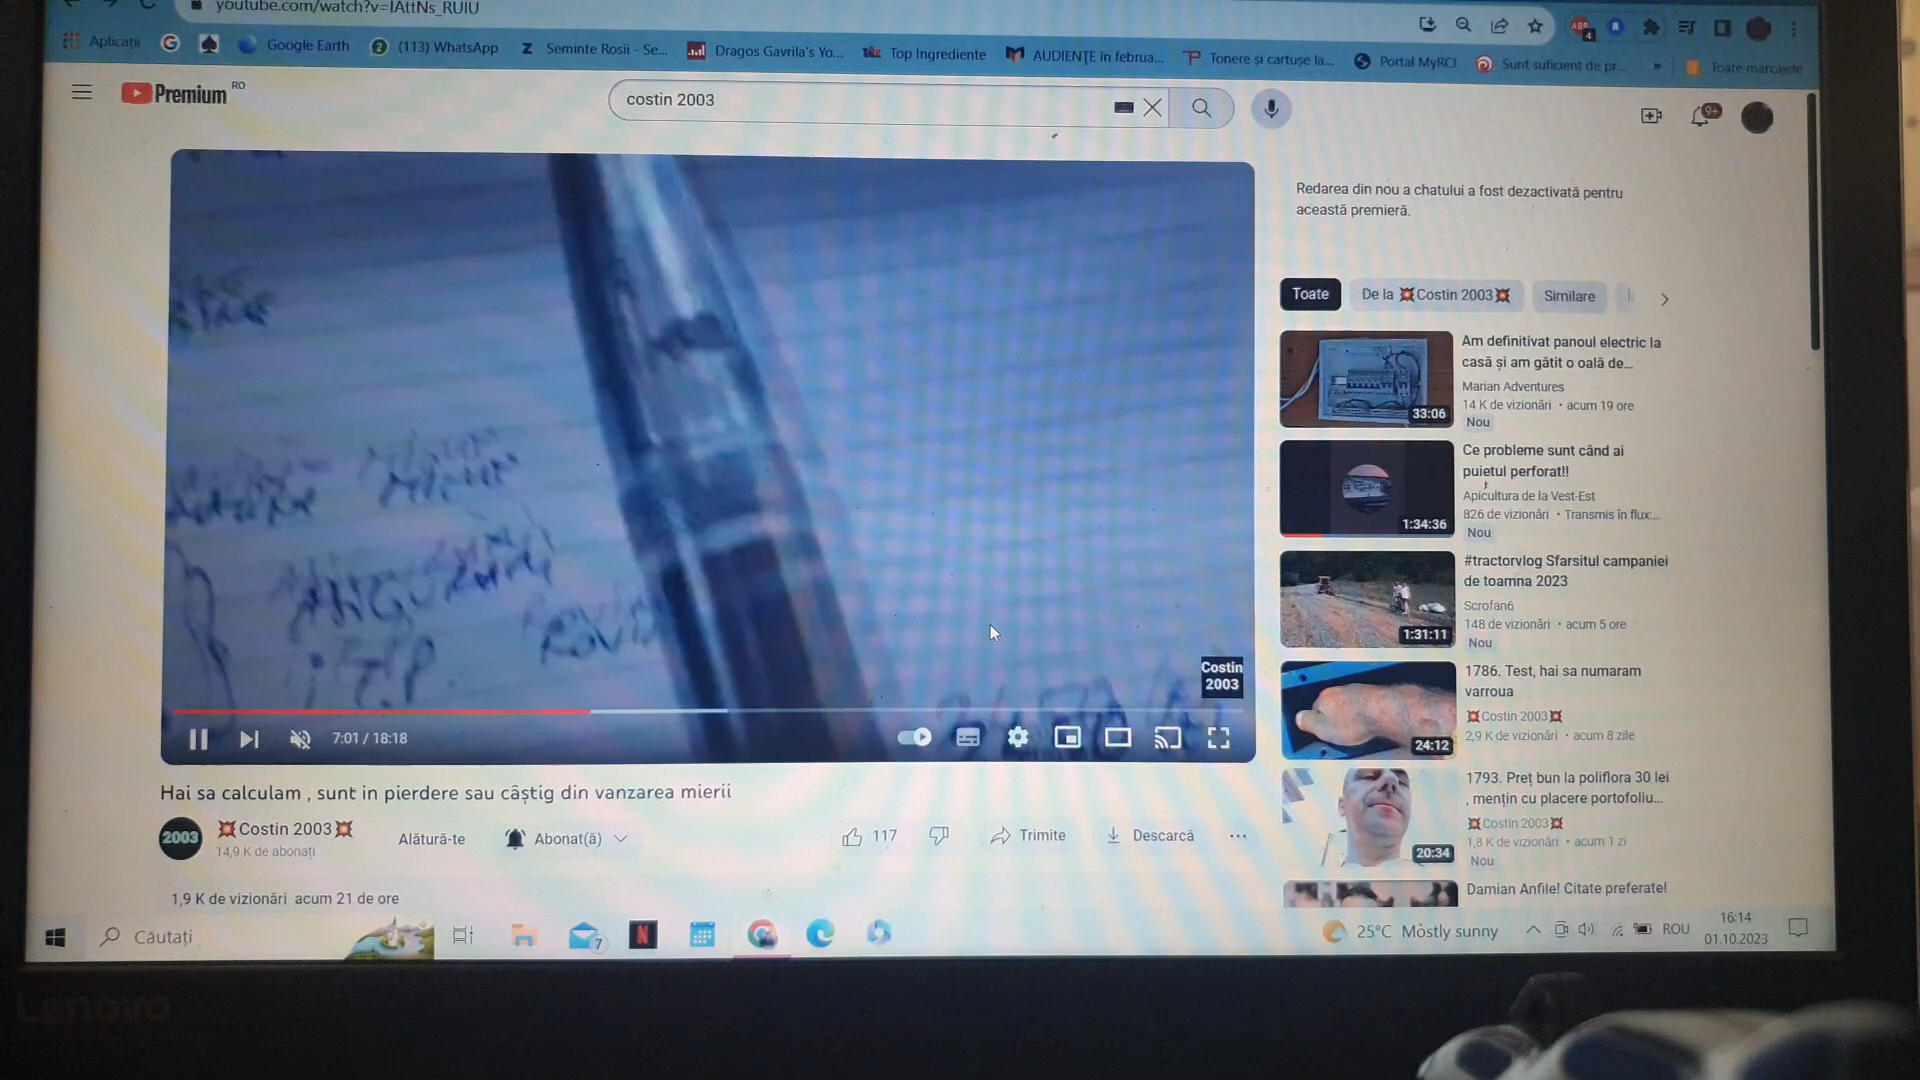 youtube.com/watch?v=IAttNs_RUIU
Aplicații
Google Earth
(113) WhatsApp
Seminte Rosii - Se...
Dragos Gavrila's Yo...
Top Ingrediente
AUDIENȚE în februa...
Tonere și cartușe la...
Portal MyRCI
Sunt suficient de pr...
»
Toate marcajele
Premium RO
costin 2003
9+
Redarea din nou a chatului a fost dezactivată pentru
această premieră.
Toate
De la 💥Costin 2003💥
Similare
Costin
2003
7:01 / 18:18
Hai sa calculam , sunt in pierdere sau câștig din vanzarea mierii
2003
💥Costin 2003💥
14,9 K de abonați
Alătură-te
Abonat(ă)
117
Trimite
Descarcă
1,9 K de vizionări acum 21 de ore
33:06
Am definitivat panoul electric la
casă și am gătit o oală de...
Marian Adventures
14 K de vizionări • acum 19 ore
Nou
1:34:36
Ce probleme sunt când ai
puietul perforat!!
Apicultura de la Vest-Est
826 de vizionări • Transmis în flux:...
Nou
1:31:11
#tractorvlog Sfarsitul campaniei
de toamna 2023
Scrofan6
148 de vizionări • acum 5 ore
Nou
24:12
1786. Test, hai sa numaram
varroua
💥Costin 2003💥
2,9 K de vizionări • acum 8 zile
20:34
1793. Preț bun la poliflora 30 lei
, mențin cu placere portofoliu...
💥Costin 2003💥
1,8 K de vizionări • acum 1 zi
Nou
Damian Anfile! Citate preferate!
Căutați
7
25°C Mostly sunny
ROU
16:14
01.10.2023
Lenovo